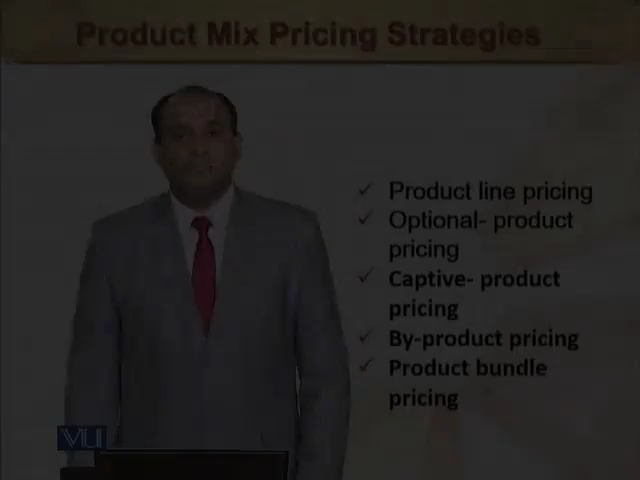 Product Mix Pricing Strategies
Product line pricing
Optional- product
pricing
Captive- product
pricing
By-product pricing
Product bundle
pricing
VU